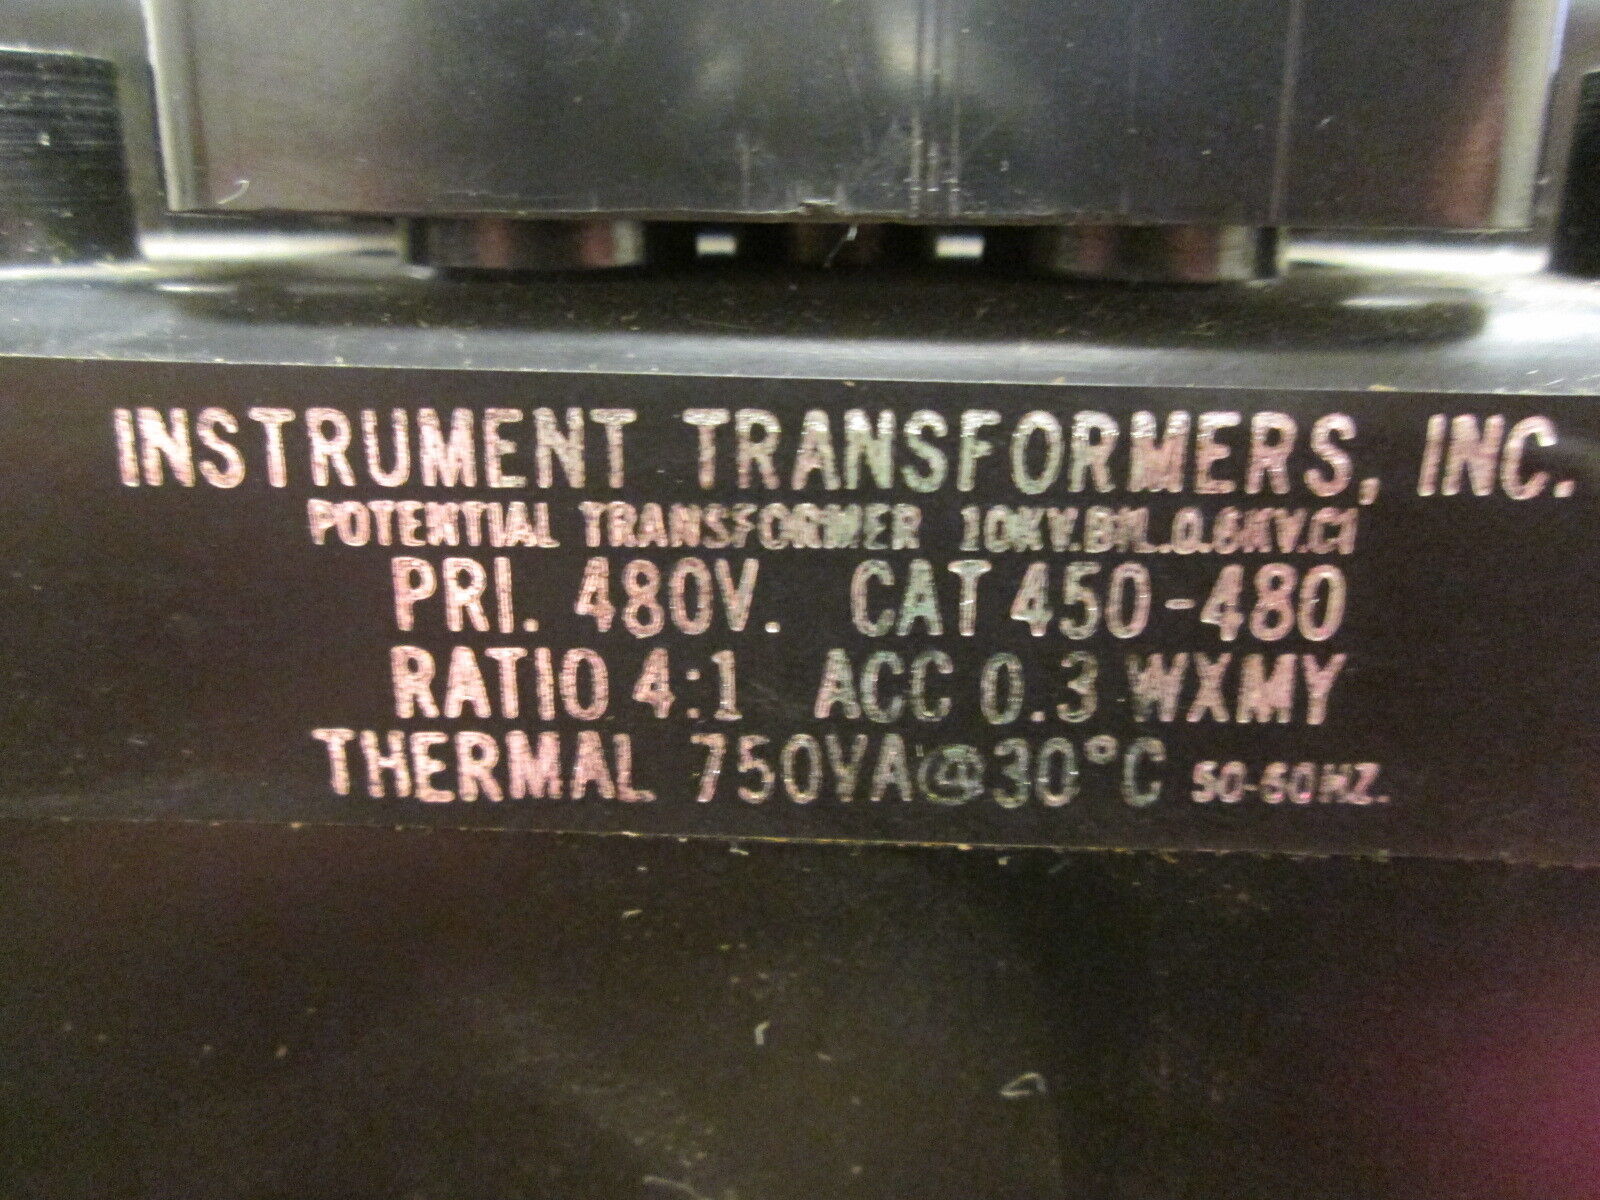 INSTRUMENT TRANSFORMERS, INC.
POTENTIAL TRANSFORMER 10KV.BIL.0.6KV.Cl
PRI. 480V. CAT 450-480
RATIO 4:1 ACC 0.3 WXMY
THERMAL 750VA@30°C 50-60HZ.